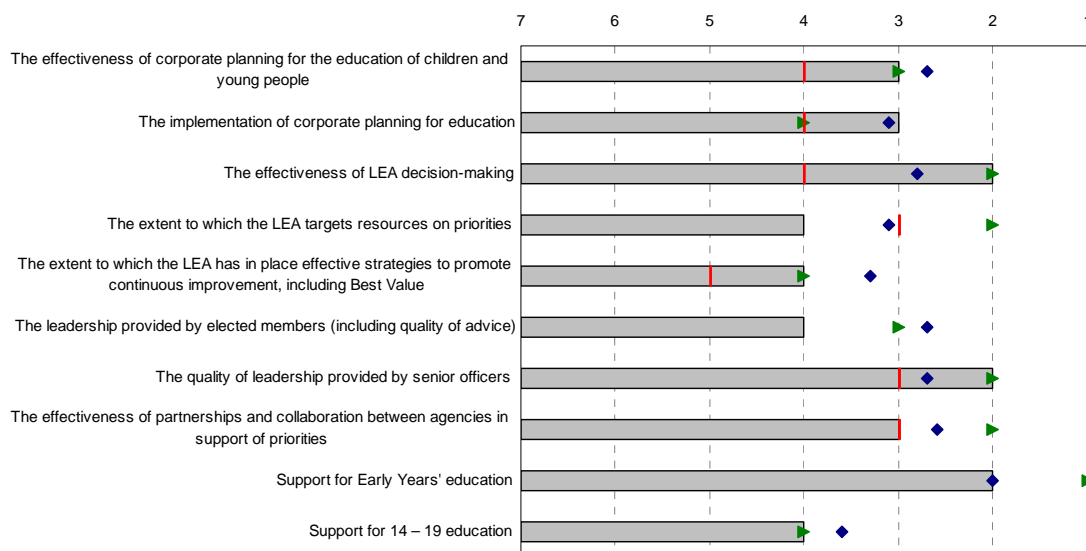 7 6 5 4 3 2 1
The effectiveness of corporate planning for the education of children and
young people
The implementation of corporate planning for education
The effectiveness of LEA decision-making
The extent to which the LEA targets resources on priorities
The extent to which the LEA has in place effective strategies to promote
continuous improvement, including Best Value
The leadership provided by elected members (including quality of advice)
The quality of leadership provided by senior officers
The effectiveness of partnerships and collaboration between agencies in
support of priorities
Support for Early Years' education
Support for 14 – 19 education